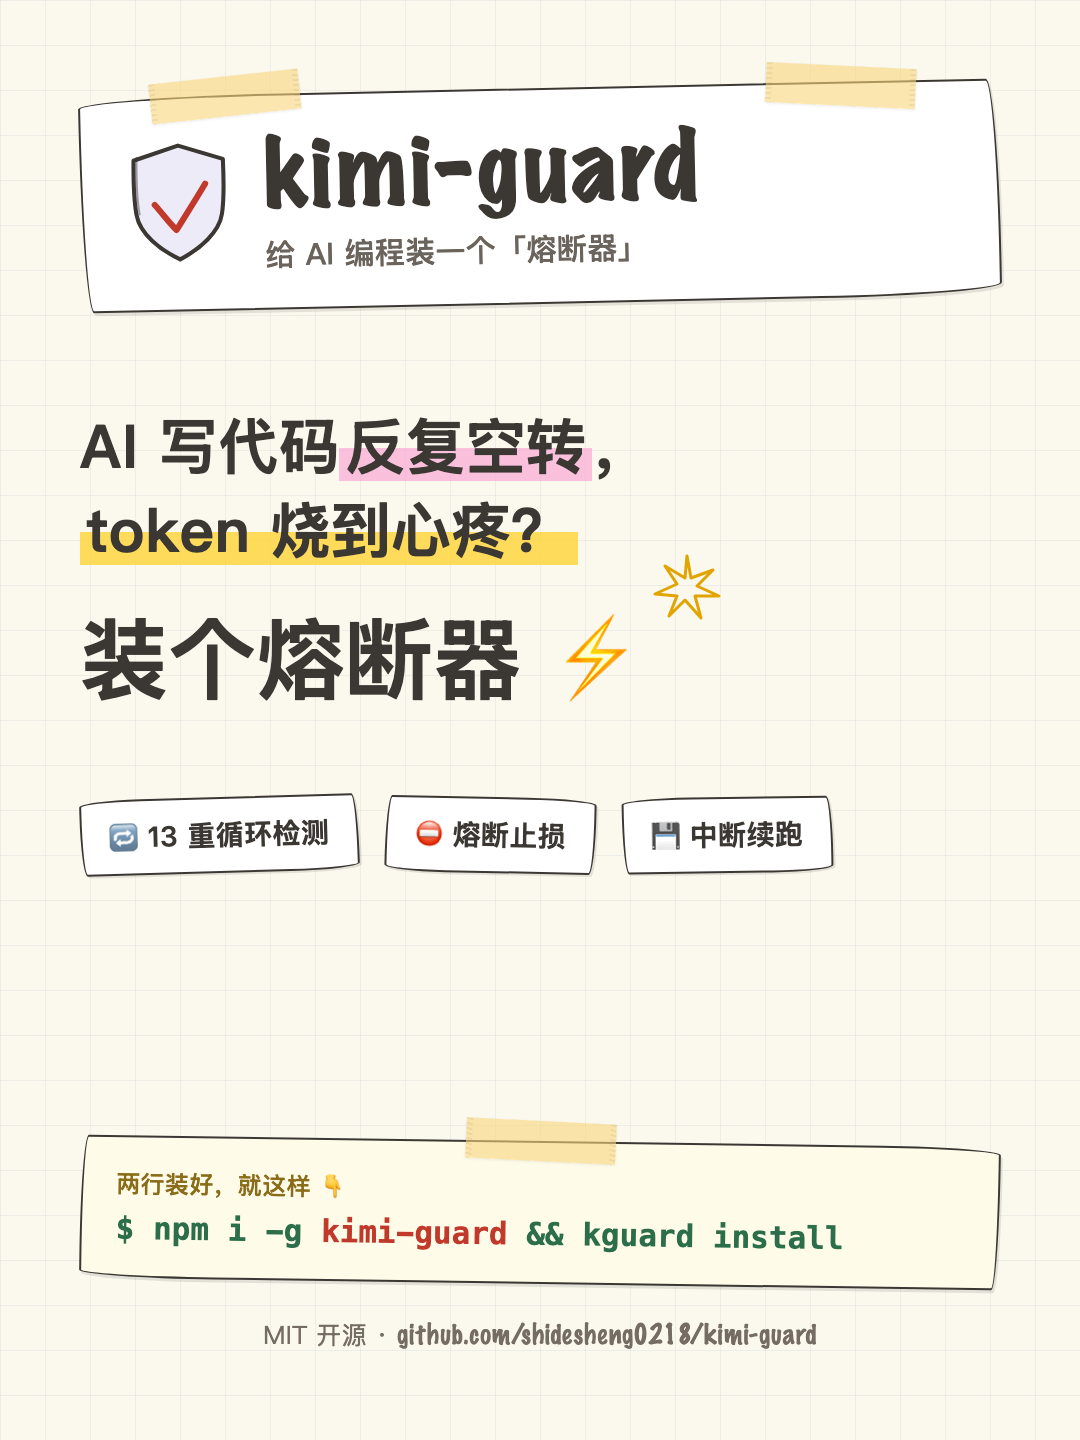 kimi-guard
给 AI 编程装一个「熔断器」
AI 写代码反复空转，
token 烧到心疼？
装个熔断器 ⚡
🔁 13 重循环检测
⛔ 熔断止损
💾 中断续跑
两行装好，就这样 👇
$ npm i -g kimi-guard && kguard install
MIT 开源 · github.com/shidesheng0218/kimi-guard